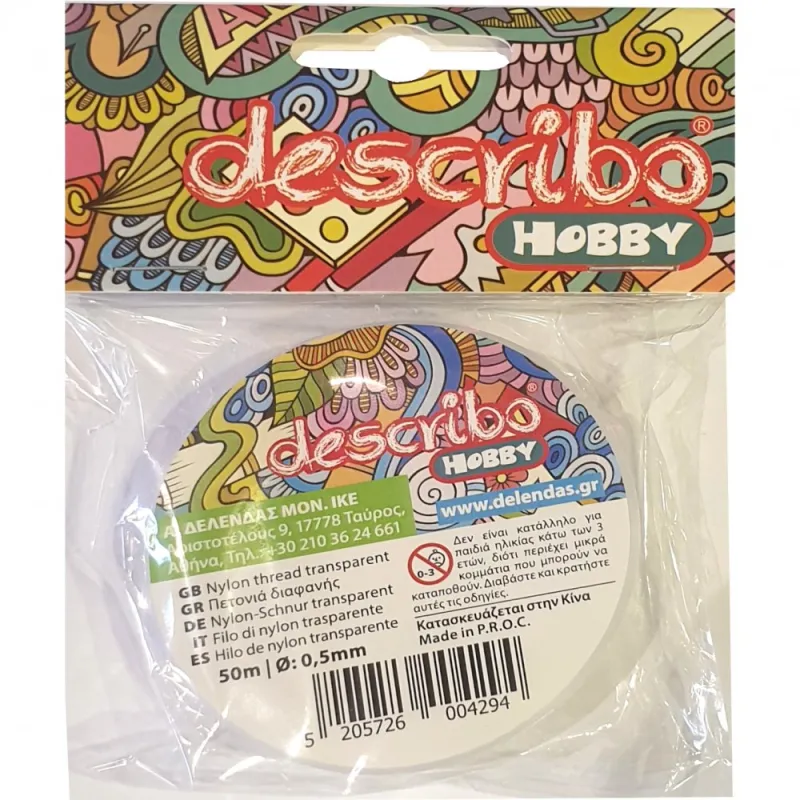 describo®
HOBBY
describo®
HOBBY
Α. ΔΕΛΕΝΔΑΣ ΜΟΝ. ΙΚΕ
Αριστοτέλους 9, 17778 Ταύρος,
Αθήνα, Τηλ.: +30 210 36 24 661
www.delendas.gr
GB Nylon thread transparent
GR Πετονιά διαφανής
DE Nylon-Schnur transparent
IT Filo di nylon trasparente
ES Hilo de nylon transparente
50m | Ø: 0,5mm
0-3
Δεν είναι κατάλληλο για
παιδιά ηλικίας κάτω των 3
ετών, διότι περιέχει μικρά
κομμάτια που μπορούν να
καταποθούν. Διαβάστε και κρατήστε
αυτές τις οδηγίες.
Κατασκευάζεται στην Κίνα
Made in P.R.O.C.
5 205726 004294